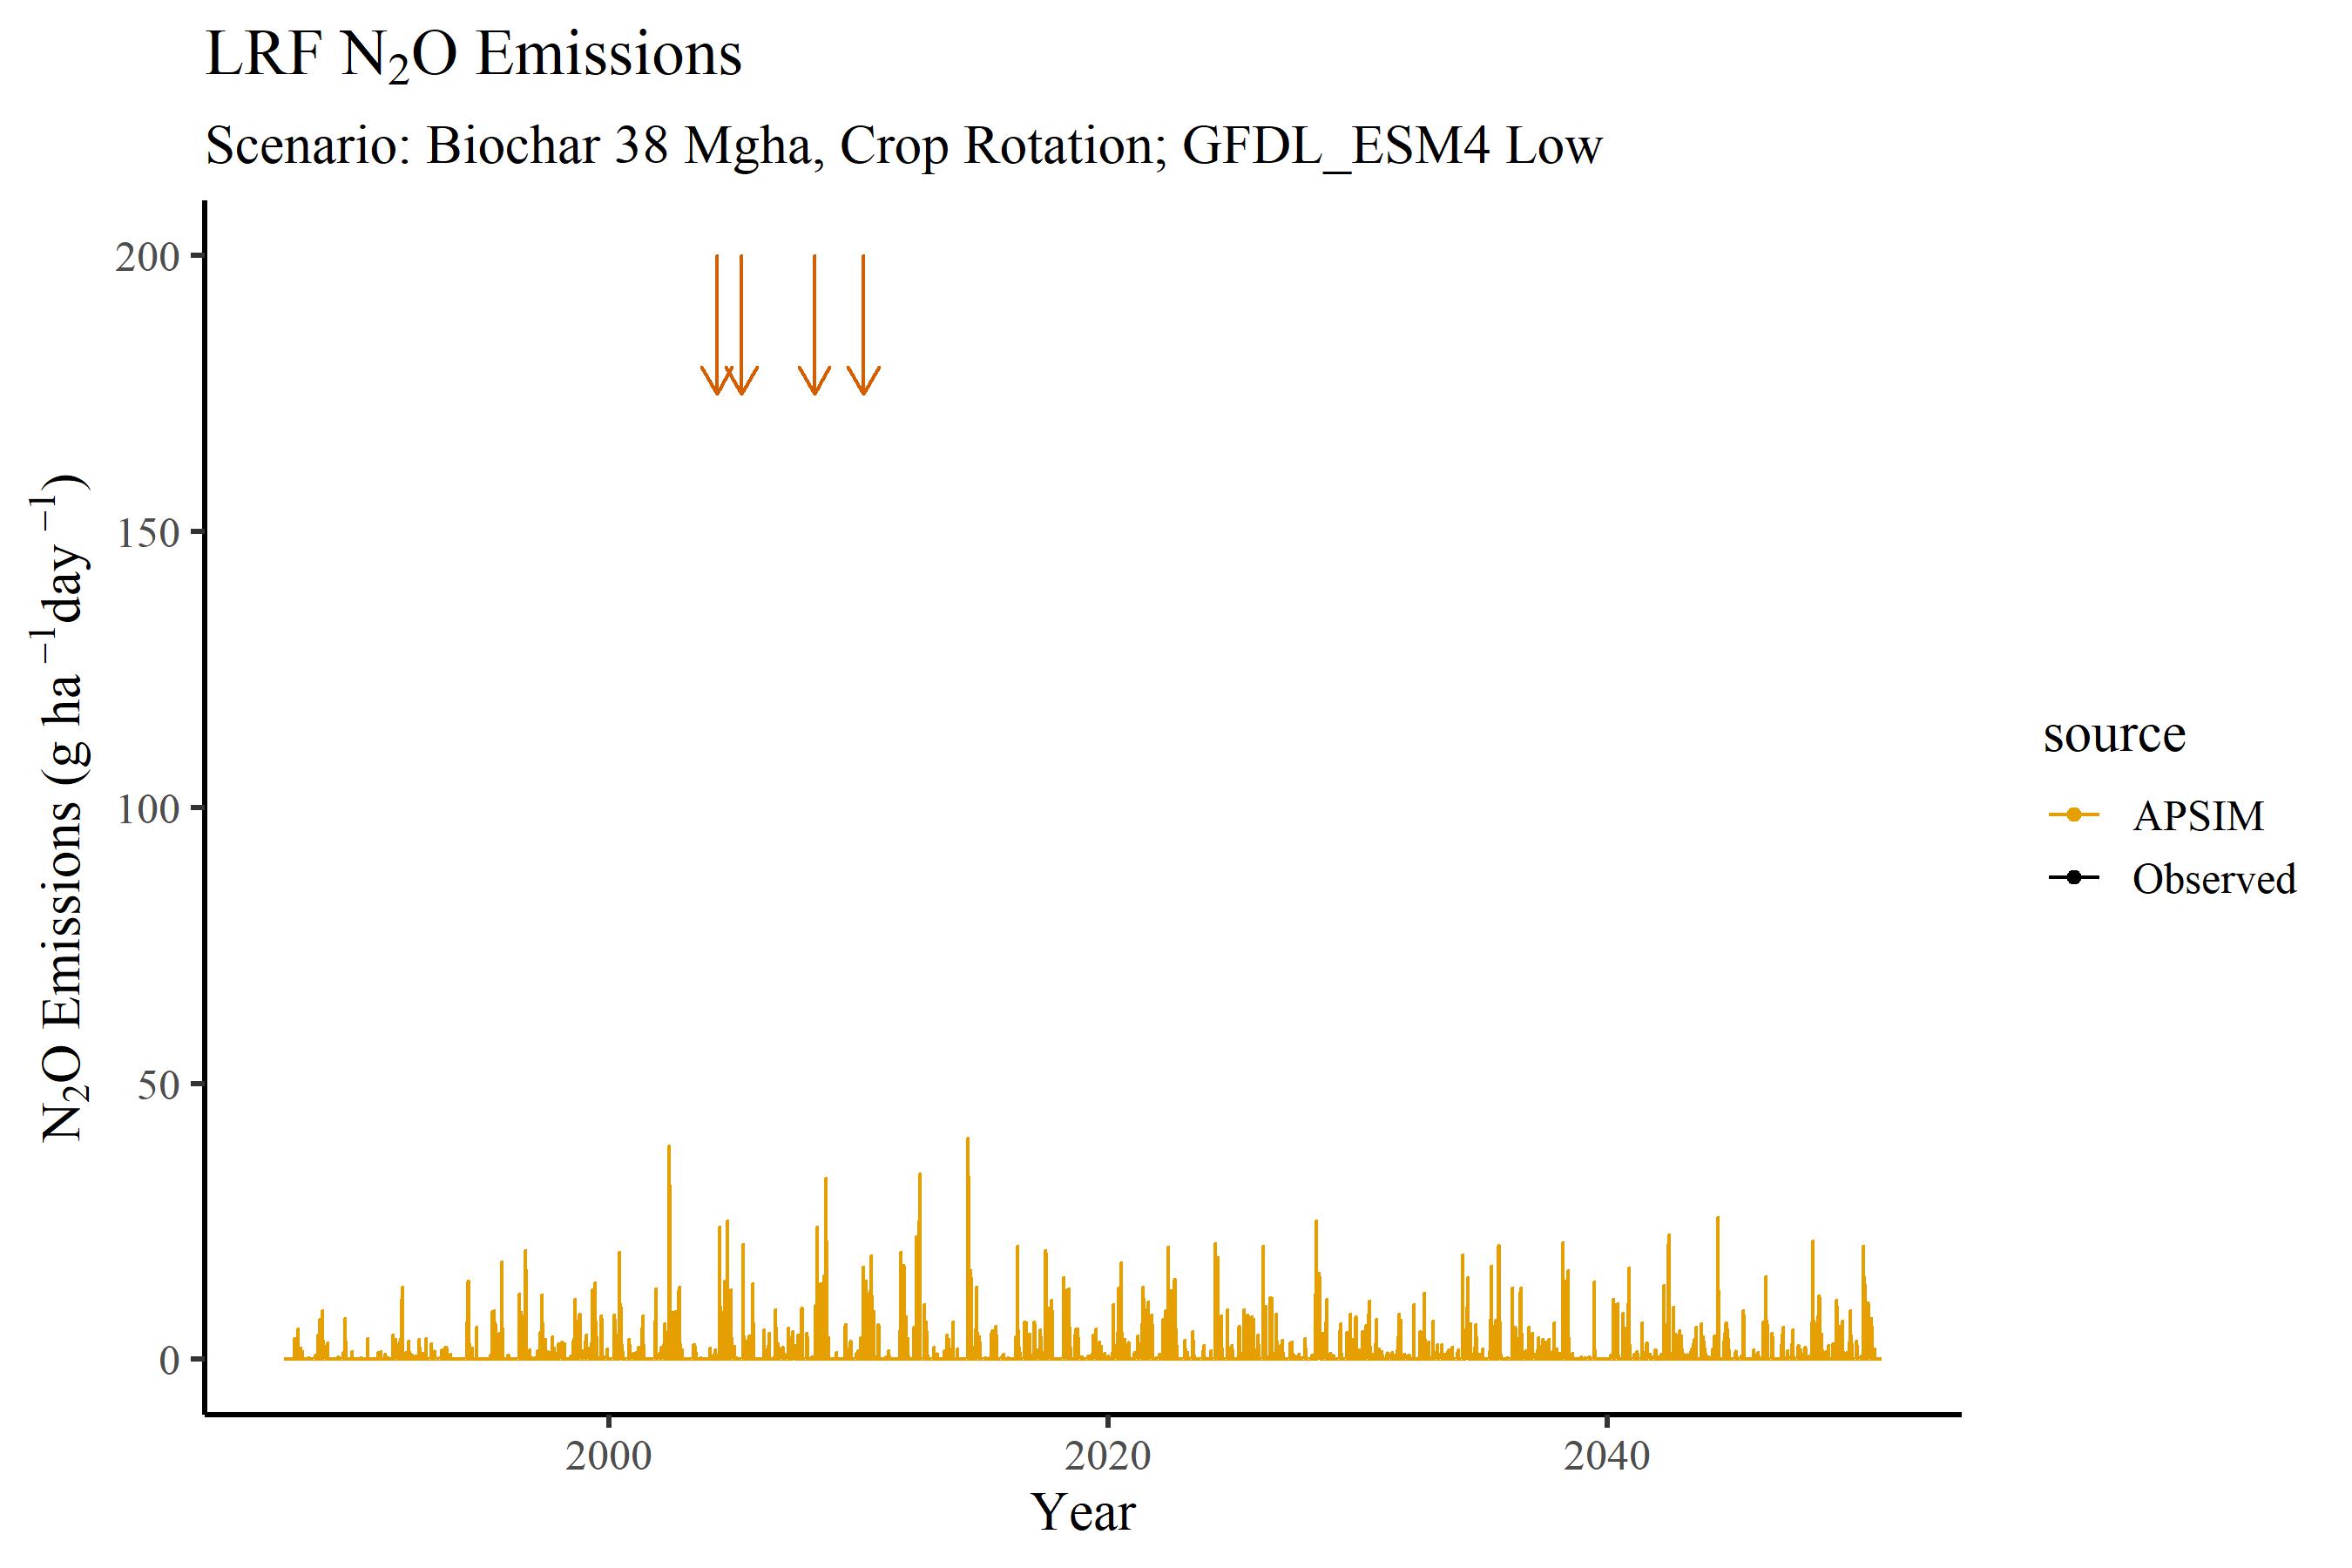 LRF N₂O Emissions
Scenario: Biochar 38 Mgha, Crop Rotation; GFDL_ESM4 Low
N₂O Emissions (g ha ⁻¹day ⁻¹)
200
150
100
50
0
2000
2020
2040
Year
source
APSIM
Observed